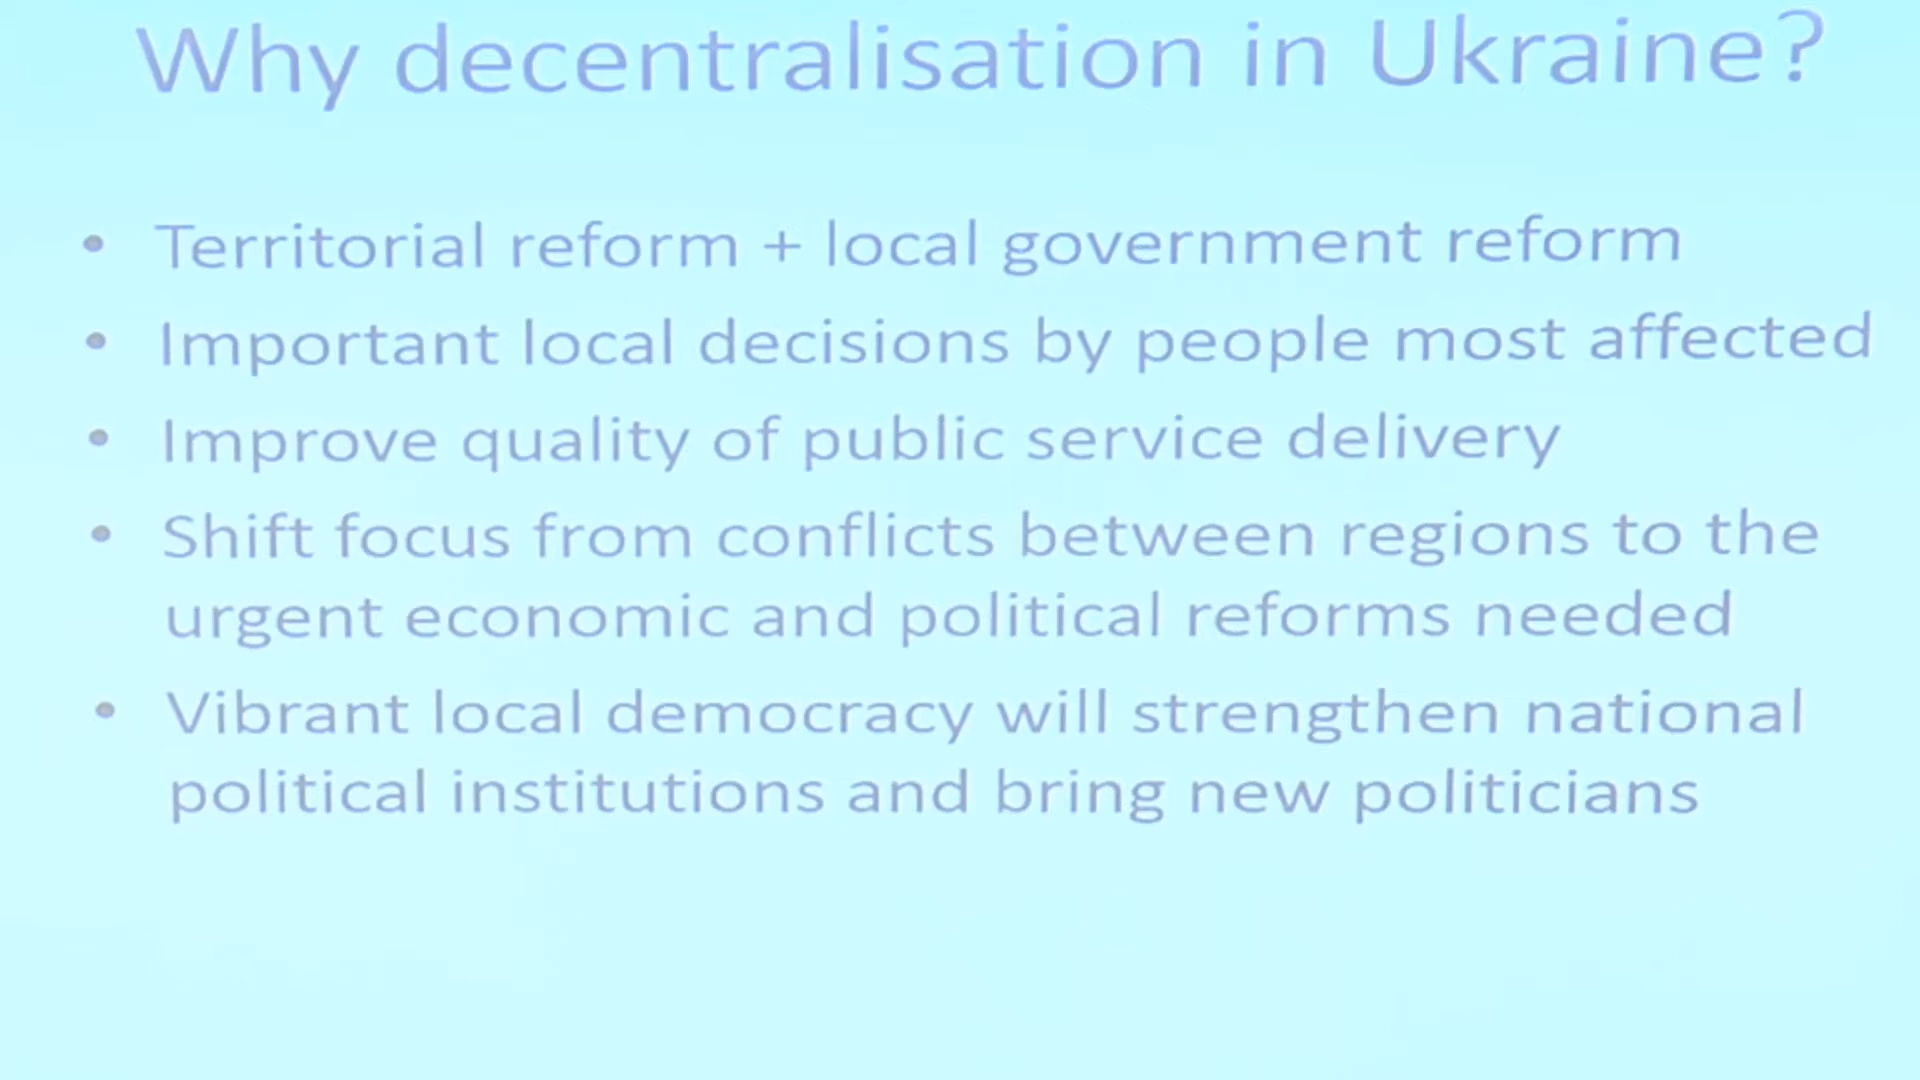 Why decentralisation in Ukraine?
• Territorial reform + local government reform
• Important local decisions by people most affected
• Improve quality of public service delivery
• Shift focus from conflicts between regions to the
urgent economic and political reforms needed
• Vibrant local democracy will strengthen national
political institutions and bring new politicians